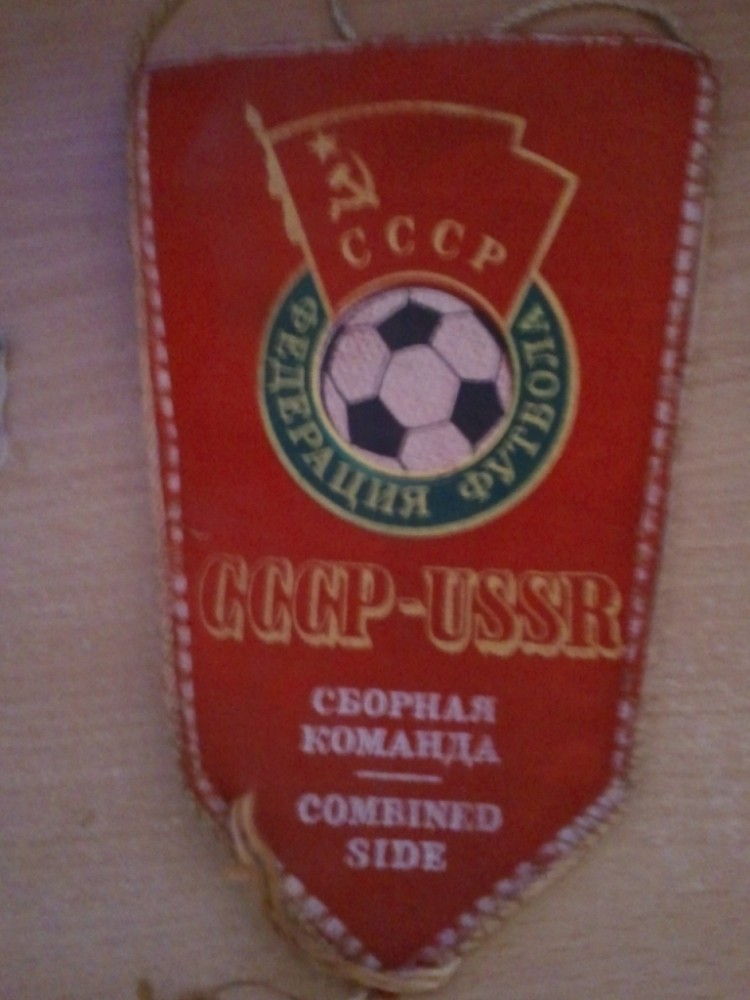 СССР
ФЕДЕРАЦИЯ ФУТБОЛА
СССР-USSR
СБОРНАЯ
КОМАНДА
COMBINED
SIDE